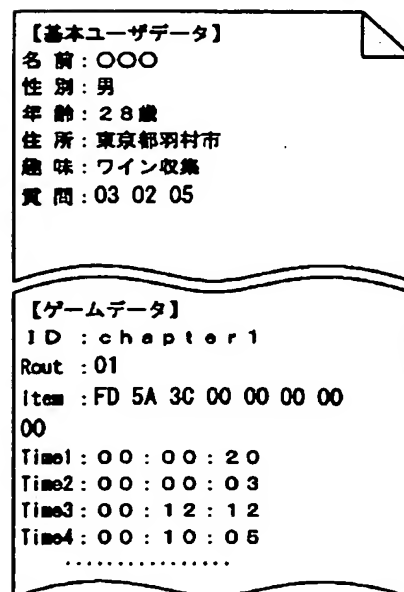 【基本ユーザデータ】
名 前：〇〇〇
性 別：男
年 齢：28歳
住 所：東京都羽村市
趣 味：ワイン収集
質 問：03 02 05
【ゲームデータ】
ID ：chapter1
Rout ：01
item ：FD 5A 3C 00 00 00 00
00
Time1：00：00：20
Time2：00：00：03
Time3：00：12：12
Time4：00：10：05
················